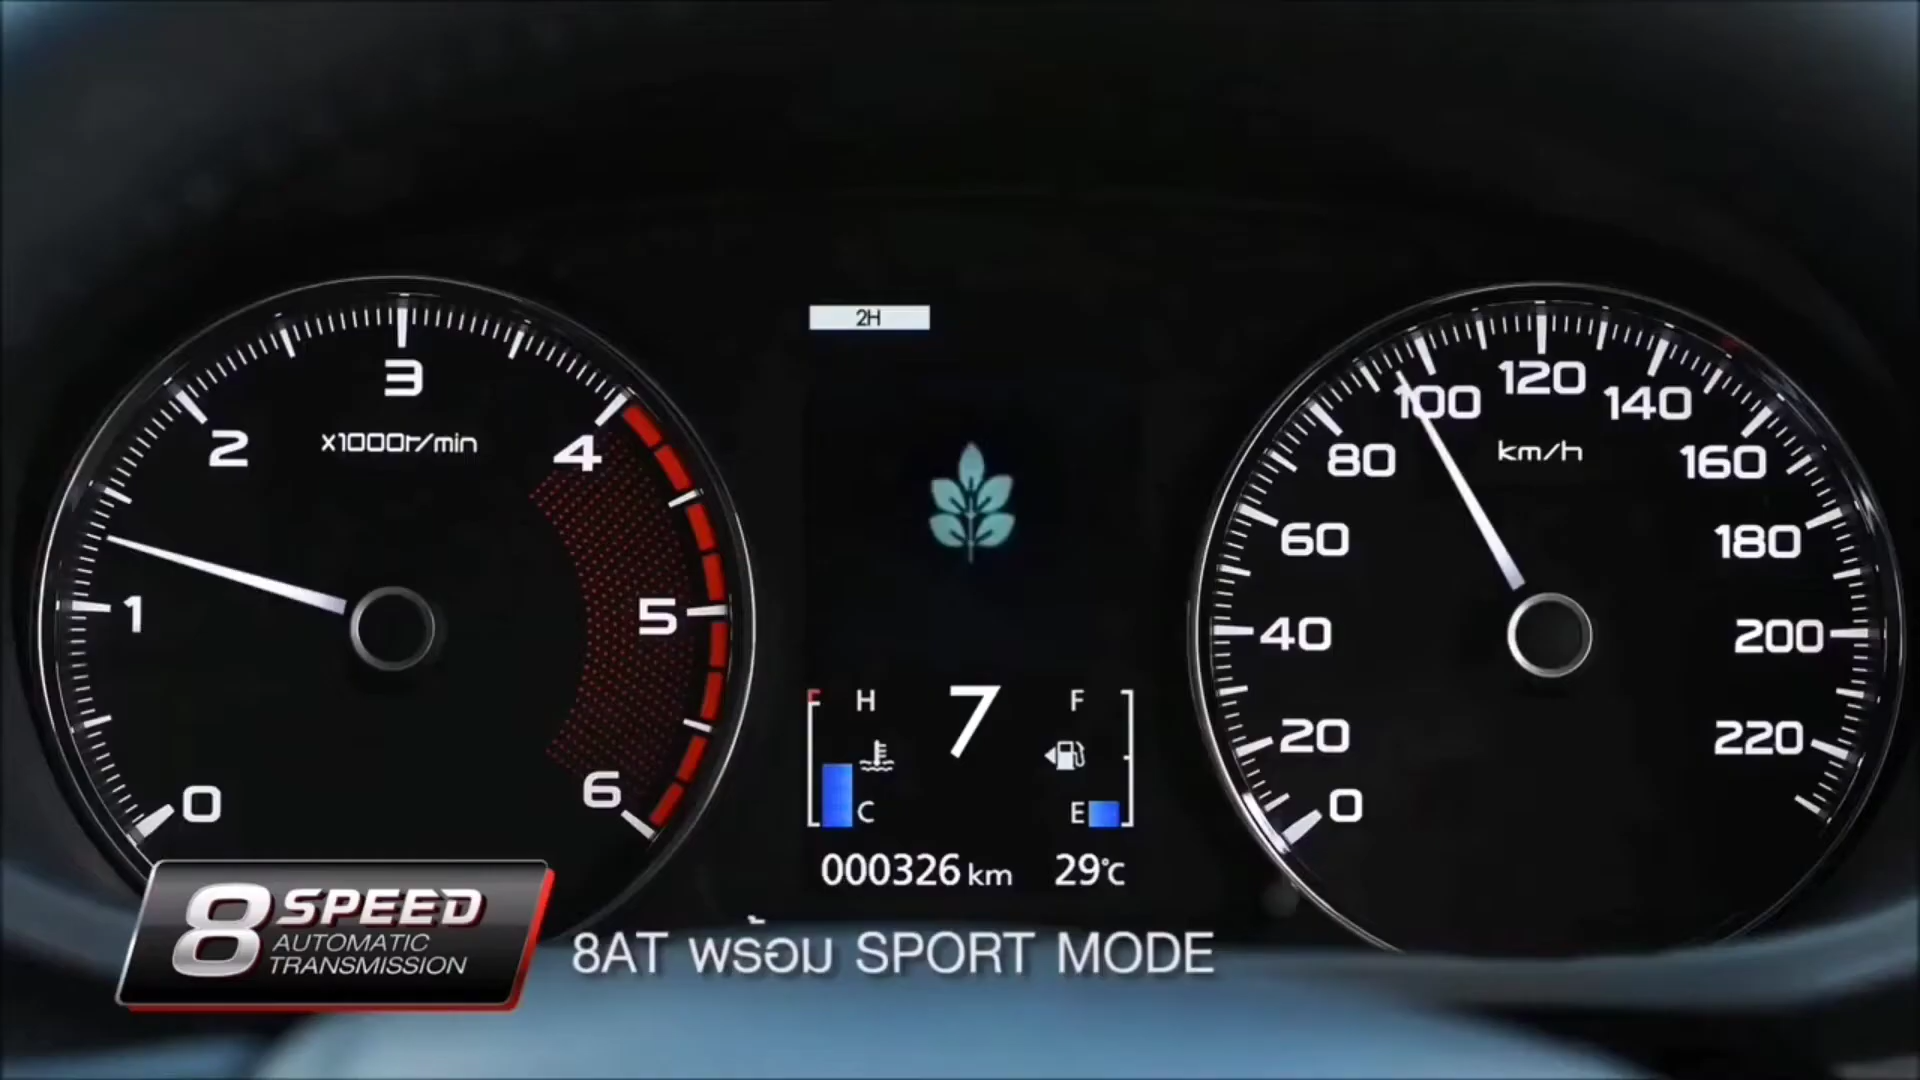 2H
3
2
x1000r/min
4
1
5
0
6
H
7
F
C
E
000326 km
29°C
120
100
140
km/h
80
160
60
180
40
200
20
220
0
8 SPEED
AUTOMATIC
TRANSMISSION
8AT พร้อม SPORT MODE